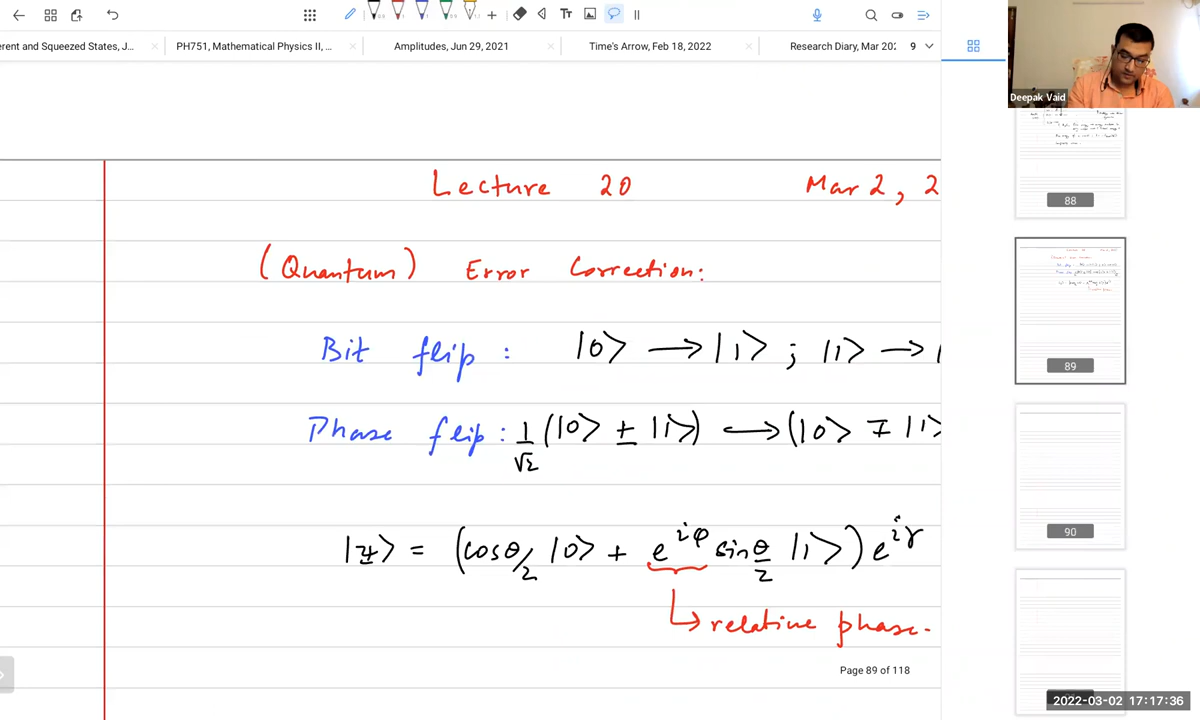 erent and Squeezed States, J... PH751, Mathematical Physics II, ... Amplitudes, Jun 29, 2021 Time's Arrow, Feb 18, 2022 Research Diary, Mar 202 9
Deepak Vaid
Lecture 20 Mar 2, 2
(Quantum) Error Correction:
Bit flip : |0> → |1> ; |1> → |
Phase flip : 1/√2 (|0> ± |1>) ⟷ (|0> ∓ |1>
|Ψ> = (cosθ/2 |0> + e^{iφ} sinθ/2 |1>) e^{iγ}
↳ relative phase.
Page 89 of 118
88
89
90
2022-03-02 17:17:36